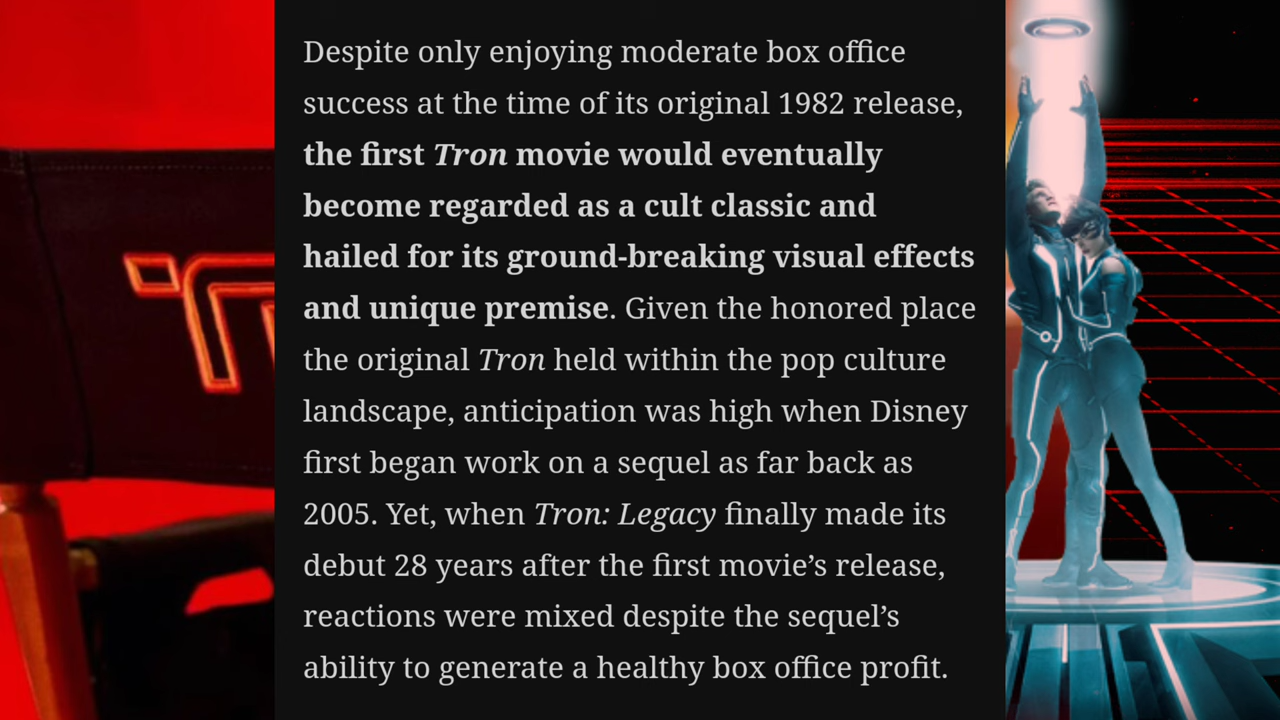 Despite only enjoying moderate box office
success at the time of its original 1982 release,
the first Tron movie would eventually
become regarded as a cult classic and
hailed for its ground-breaking visual effects
and unique premise. Given the honored place
the original Tron held within the pop culture
landscape, anticipation was high when Disney
first began work on a sequel as far back as
2005. Yet, when Tron: Legacy finally made its
debut 28 years after the first movie’s release,
reactions were mixed despite the sequel’s
ability to generate a healthy box office profit.